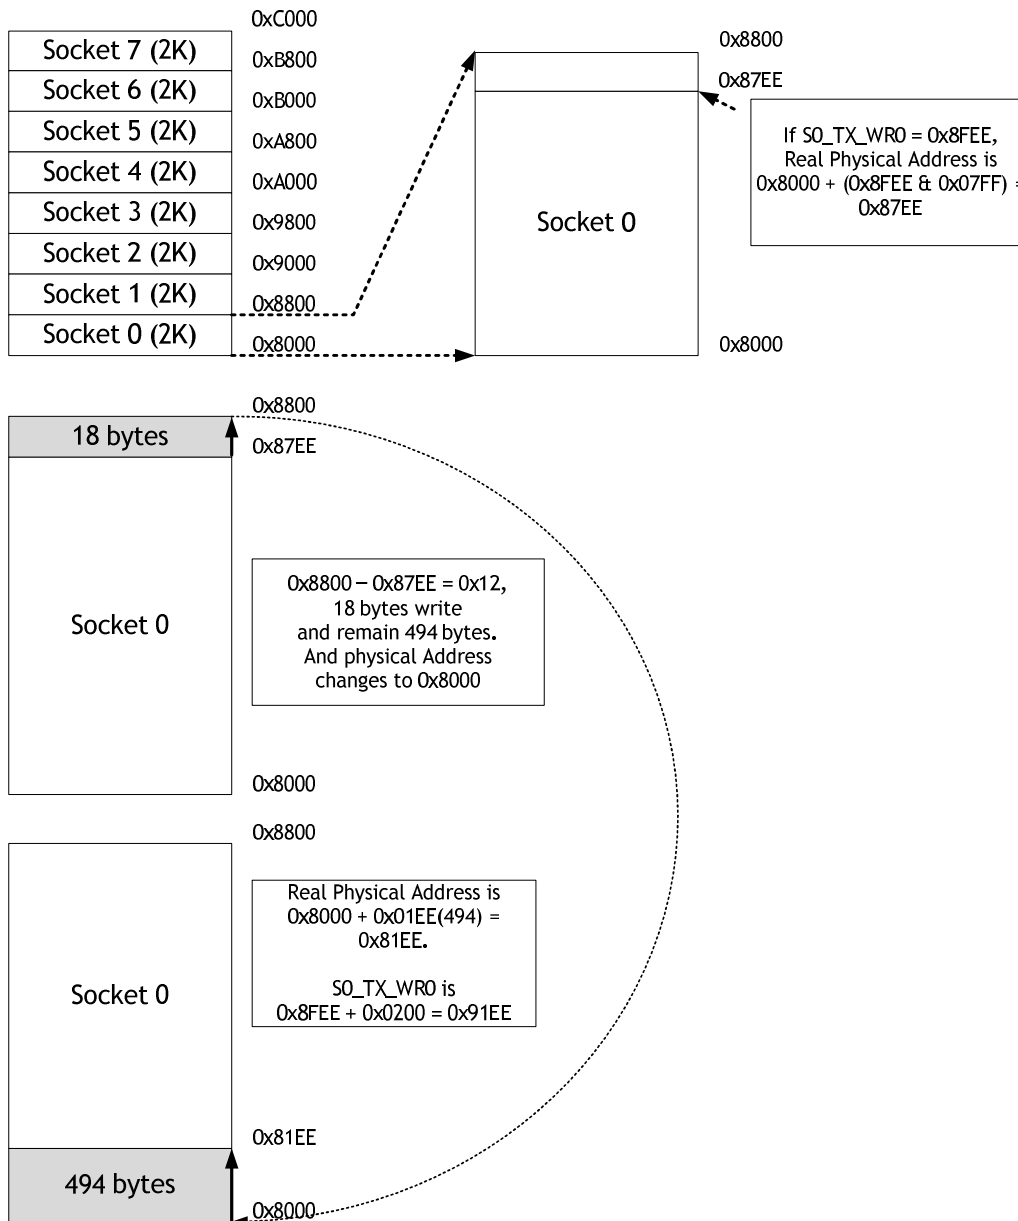 0xC000
Socket 7 (2K)
0xB800
Socket 6 (2K)
0xB000
Socket 5 (2K)
0xA800
Socket 4 (2K)
0xA000
Socket 3 (2K)
0x9800
Socket 2 (2K)
0x9000
Socket 1 (2K)
0x8800
Socket 0 (2K)
0x8000
0x8800
0x87EE
Socket 0
0x8000
If S0_TX_WR0 = 0x8FEE,
Real Physical Address is
0x8000 + (0x8FEE & 0x07FF) =
0x87EE
0x8800
18 bytes
0x87EE
Socket 0
0x8800 – 0x87EE = 0x12,
18 bytes write
and remain 494 bytes.
And physical Address
changes to 0x8000
0x8000
0x8800
Socket 0
Real Physical Address is
0x8000 + 0x01EE(494) =
0x81EE.
S0_TX_WR0 is
0x8FEE + 0x0200 = 0x91EE
0x81EE
494 bytes
0x8000